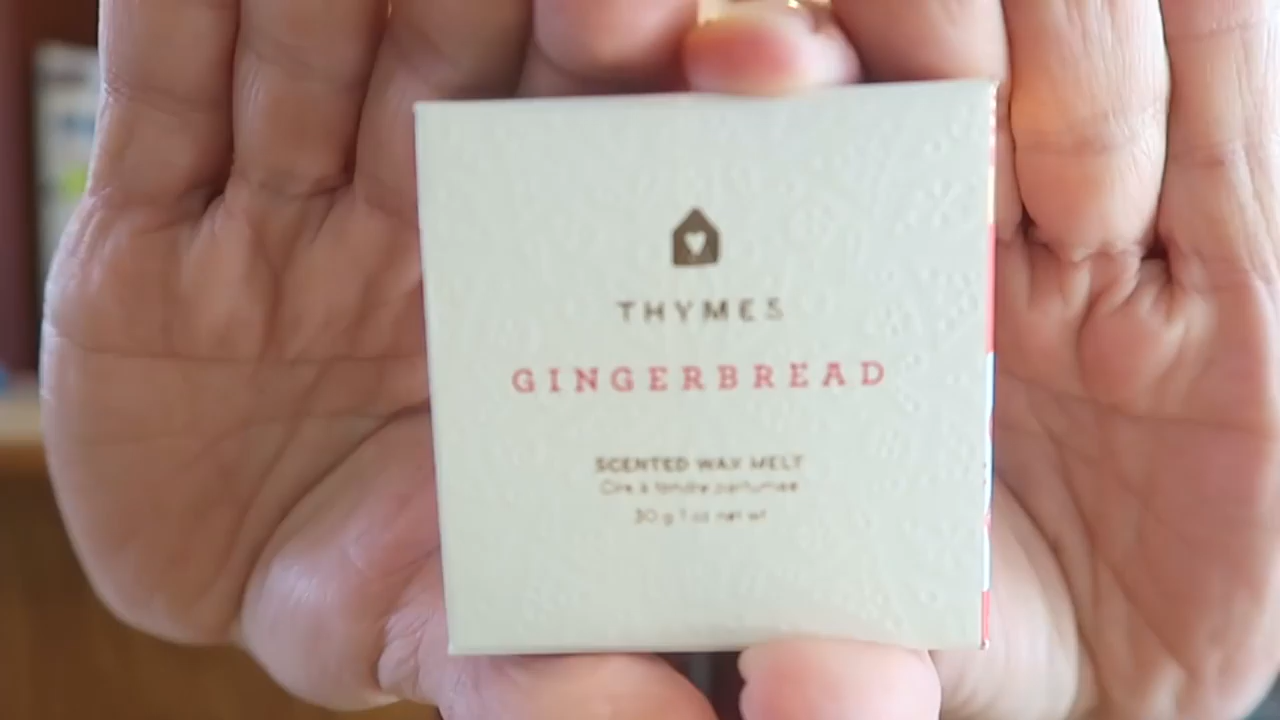 THYMES
GINGERBREAD
SCENTED WAX MELT
Cire à fondre parfumée
30 g 1 oz net wt